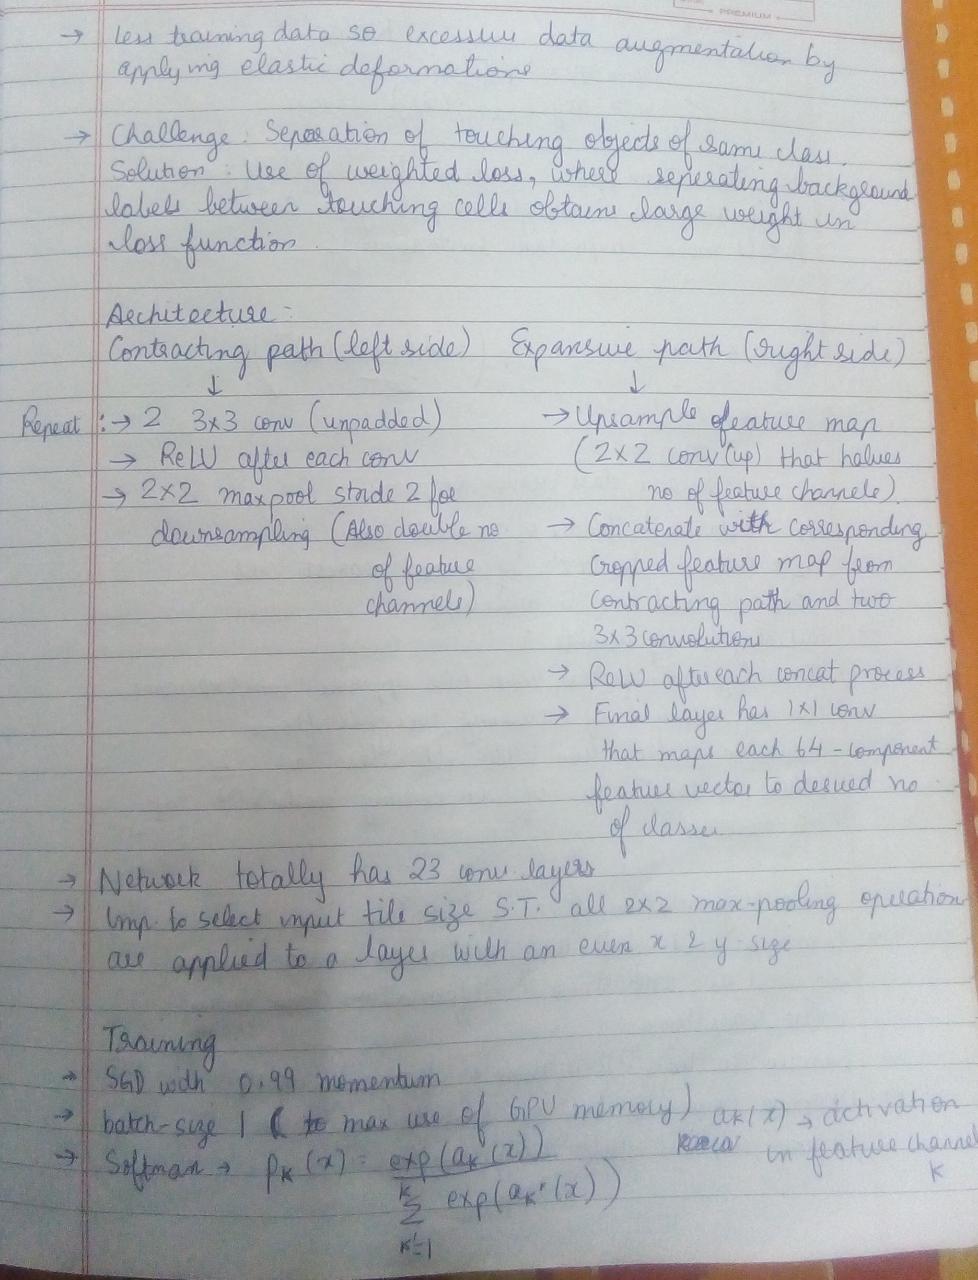 PREMIUM
→ Less training data so excessive data augmentation by
applying elastic deformations
→ Challenge: Separation of touching objects of same class.
Solution: Use of weighted loss, where seperating background
labels between touching cells obtains large weight in
loss function.
Architecture:
Contracting path (left side)
↓
Repeat: → 2 3x3 conv (unpadded)
→ ReLU after each conv
→ 2x2 maxpool stride 2 for
downsampling (Also double no
of feature
channels)
Expansive path (right side)
↓
→ Upsample of feature map
(2x2 conv (up) that halves
no of feature channels).
→ Concatenate with corresponding
cropped feature map from
contracting path and two
3x3 convolutions
→ ReLU after each concat process
→ Final layer has 1x1 conv
that maps each 64-component
feature vector to desired no
of classes
→ Network totally has 23 conv layers
→ Imp. to select input tile size S.T. all 2x2 max-pooling operation
are applied to a layer with an even x & y size
Training
→ SGD with 0.99 momentum
→ batch-size 1 (to max use of GPU memory)
→ Softmax → pk(x) = exp(ak(x))
K
Σ exp(ak'(x))
k'=1
ak(x) → activation
in feature channel
k